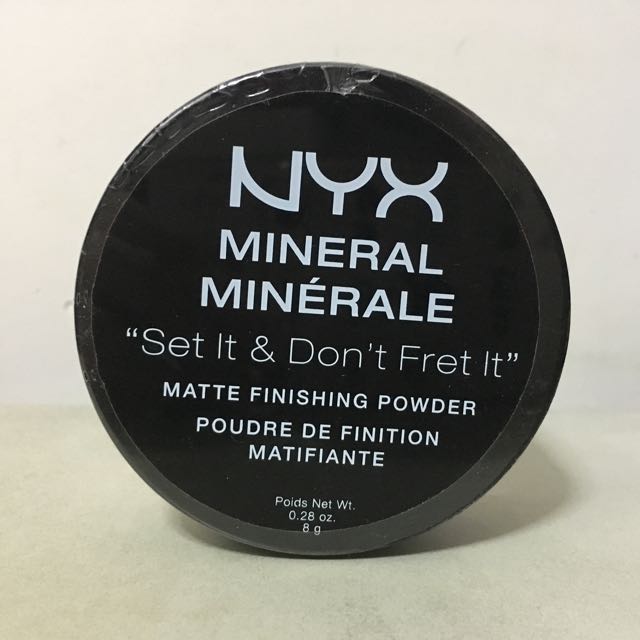 NYX
MINERAL
MINÉRALE
“Set It & Don't Fret It”
MATTE FINISHING POWDER
POUDRE DE FINITION
MATIFIANTE
Poids Net Wt.
0.28 oz.
8 g